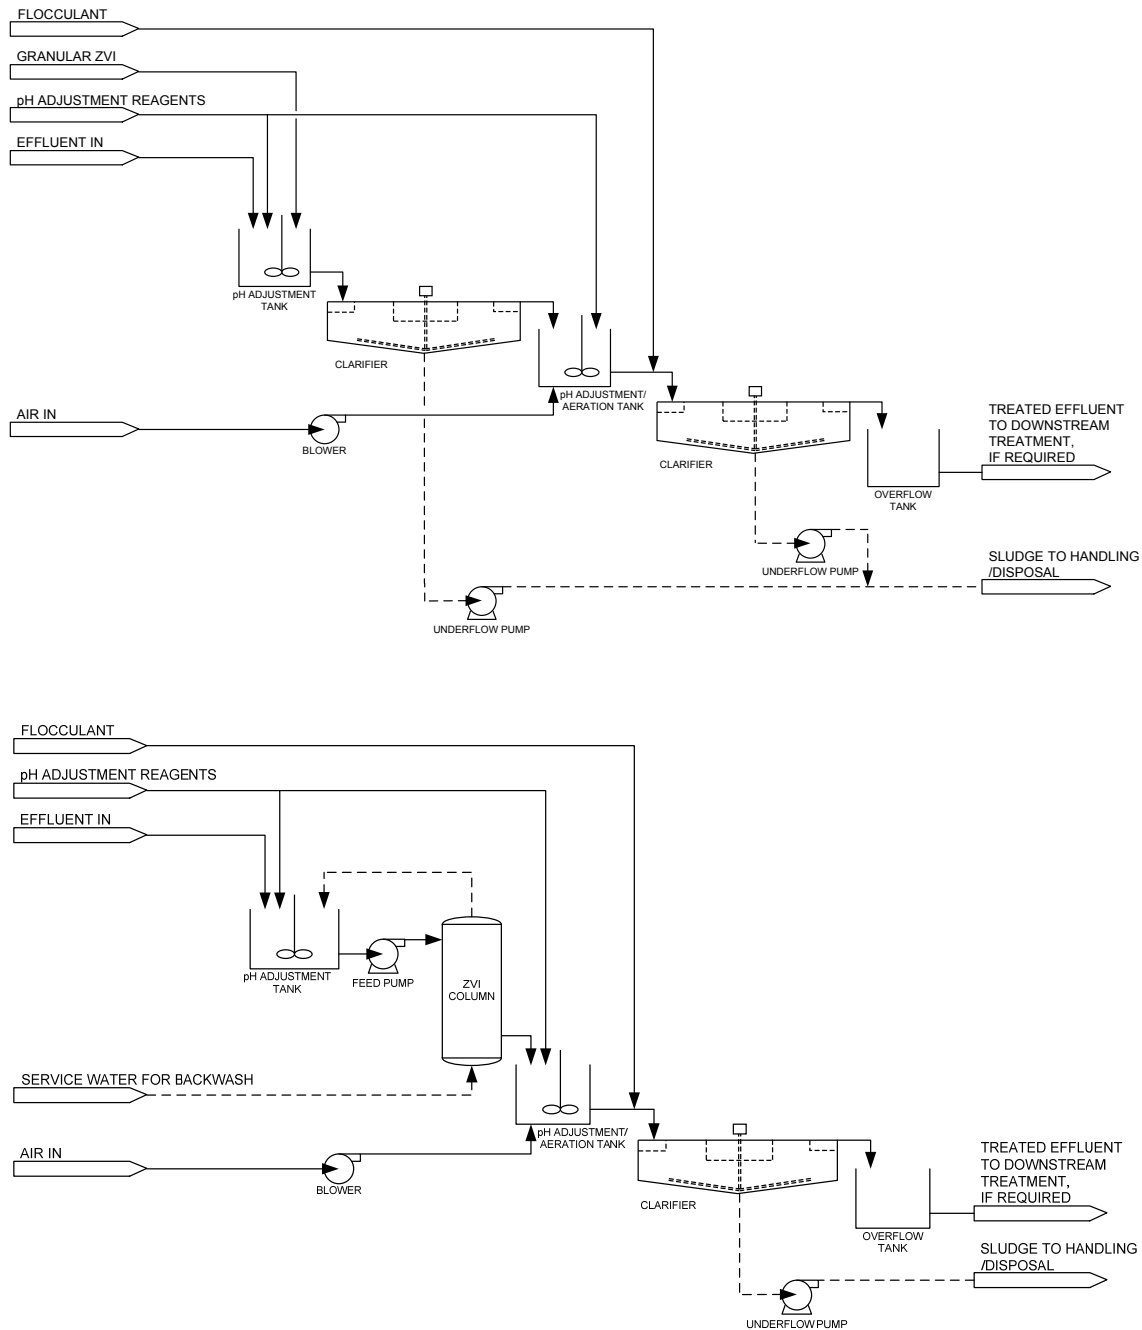 FLOCCULANT
GRANULAR ZVI
pH ADJUSTMENT REAGENTS
EFFLUENT IN
pH ADJUSTMENT
TANK
CLARIFIER
pH ADJUSTMENT/
AERATION TANK
AIR IN
BLOWER
CLARIFIER
TREATED EFFLUENT
TO DOWNSTREAM
TREATMENT,
IF REQUIRED
OVERFLOW
TANK
UNDERFLOW PUMP
SLUDGE TO HANDLING
/DISPOSAL
UNDERFLOW PUMP
FLOCCULANT
pH ADJUSTMENT REAGENTS
EFFLUENT IN
pH ADJUSTMENT
TANK
FEED PUMP
ZVI
COLUMN
SERVICE WATER FOR BACKWASH
pH ADJUSTMENT/
AERATION TANK
AIR IN
BLOWER
CLARIFIER
TREATED EFFLUENT
TO DOWNSTREAM
TREATMENT,
IF REQUIRED
OVERFLOW
TANK
SLUDGE TO HANDLING
/DISPOSAL
UNDERFLOW PUMP